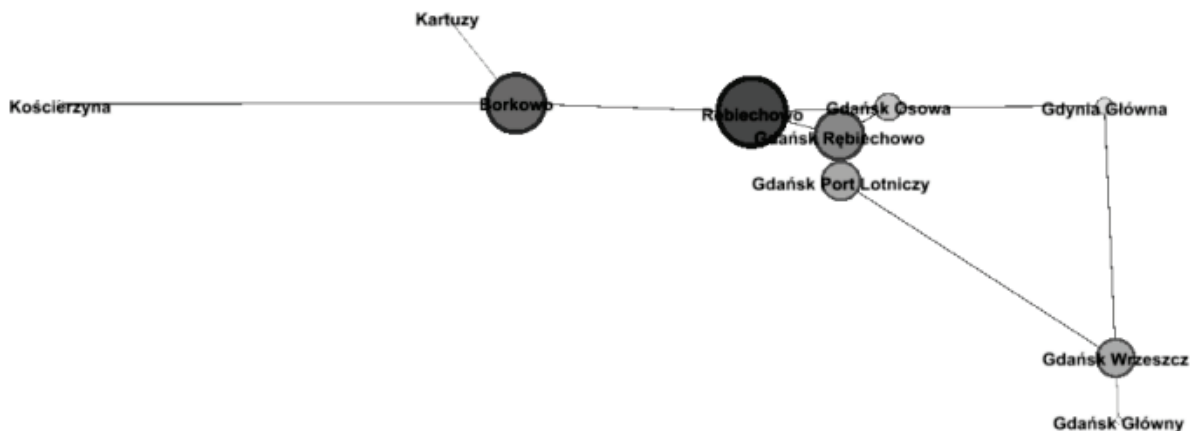 Kartuzy
Kościerzyna
Borkowo
Rębiechowo
Gdańsk Osowa
Gdynia Główna
Gdańsk Rębiechowo
Gdańsk Port Lotniczy
Gdańsk Wrzeszcz
Gdańsk Główny